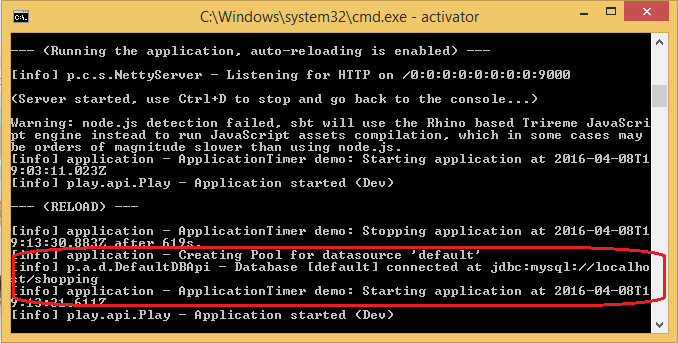 C:\Windows\system32\cmd.exe - activator
C:\.
--- (Running the application, auto-reloading is enabled) ---
[info] p.c.s.NettyServer - Listening for HTTP on /0:0:0:0:0:0:0:0:9000
(Server started, use Ctrl+D to stop and go back to the console...)
Warning: node.js detection failed, sbt will use the Rhino based Trireme JavaScri
pt engine instead to run JavaScript assets compilation, which in some cases may
be orders of magnitude slower than using node.js.
[info] application - ApplicationTimer demo: Starting application at 2016-04-08T1
9:03:11.023Z
[info] play.api.Play - Application started (Dev)
--- (RELOAD) ---
[info] application - ApplicationTimer demo: Stopping application at 2016-04-08T1
9:13:30.883Z after 619s.
[info] application - Creating Pool for datasource 'default'
[info] p.a.d.DefaultDBApi - Database [default] connected at jdbc:mysql://localho
st/shopping
[info] application - ApplicationTimer demo: Starting application at 2016-04-08T1
9:13:31.611Z
[info] play.api.Play - Application started (Dev)